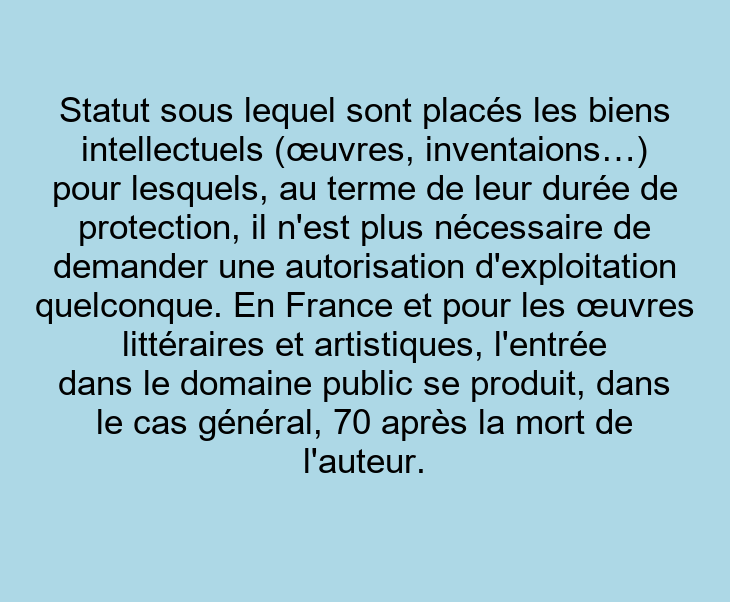 Statut sous lequel sont placés les biens
intellectuels (œuvres, inventaions…)
pour lesquels, au terme de leur durée de
protection, il n'est plus nécessaire de
demander une autorisation d'exploitation
quelconque. En France et pour les œuvres
littéraires et artistiques, l'entrée
dans le domaine public se produit, dans
le cas général, 70 après la mort de
l'auteur.